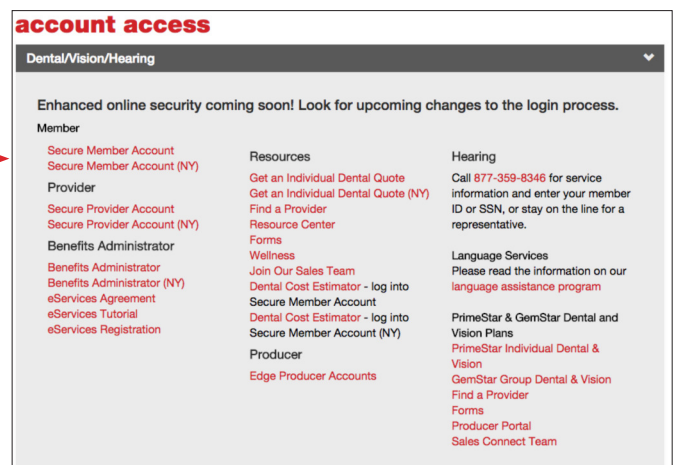 account access
Dental/Vision/Hearing
Enhanced online security coming soon! Look for upcoming changes to the login process.
Member
Secure Member Account
Secure Member Account (NY)
Provider
Secure Provider Account
Secure Provider Account (NY)
Benefits Administrator
Benefits Administrator
Benefits Administrator (NY)
eServices Agreement
eServices Tutorial
eServices Registration
Resources
Get an Individual Dental Quote
Get an Individual Dental Quote (NY)
Find a Provider
Resource Center
Forms
Wellness
Join Our Sales Team
Dental Cost Estimator - log into
Secure Member Account
Dental Cost Estimator - log into
Secure Member Account (NY)
Producer
Edge Producer Accounts
Hearing
Call 877-359-8346 for service
information and enter your member
ID or SSN, or stay on the line for a
representative.
Language Services
Please read the information on our
language assistance program
PrimeStar & GemStar Dental and
Vision Plans
PrimeStar Individual Dental &
Vision
GemStar Group Dental & Vision
Find a Provider
Forms
Producer Portal
Sales Connect Team